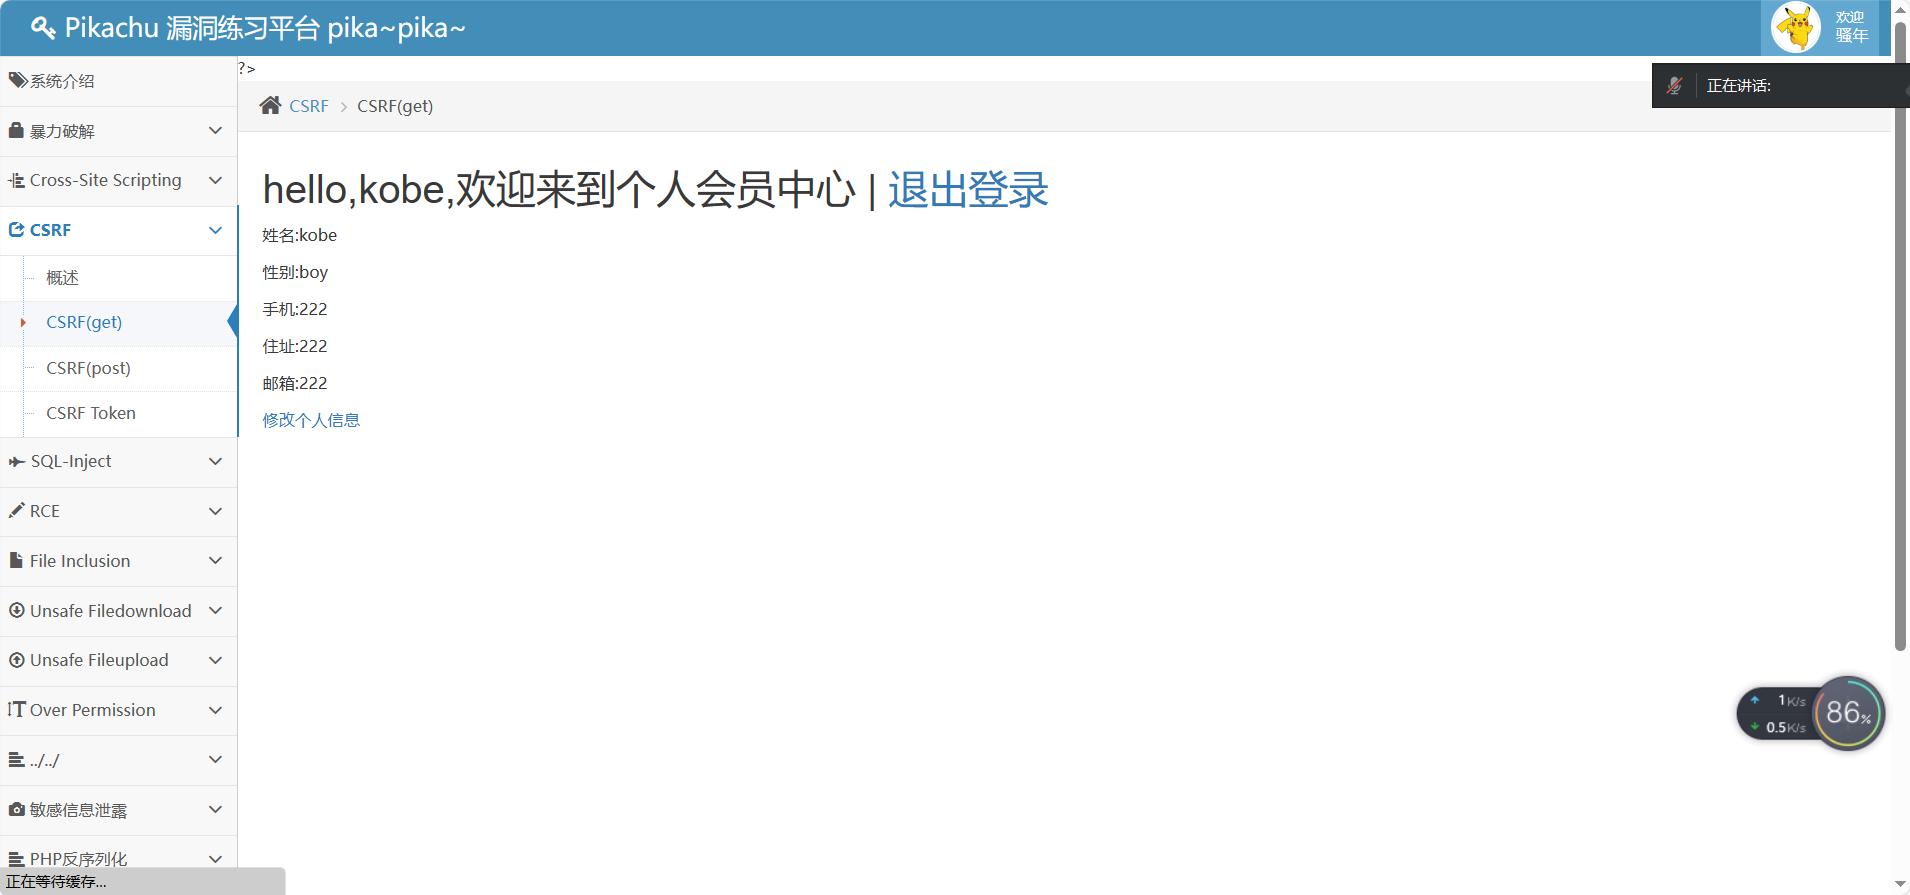 Pikachu 漏洞练习平台 pika~pika~
欢迎
骚年
正在讲话:
系统介绍
暴力破解
Cross-Site Scripting
CSRF
概述
CSRF(get)
CSRF(post)
CSRF Token
SQL-Inject
RCE
File Inclusion
Unsafe Filedownload
Unsafe Fileupload
Over Permission
../../
敏感信息泄露
PHP反序列化
正在等待缓存...
?>
CSRF > CSRF(get)
hello,kobe,欢迎来到个人会员中心 | 退出登录
姓名:kobe
性别:boy
手机:222
住址:222
邮箱:222
修改个人信息
1K/s
0.5K/s
86%